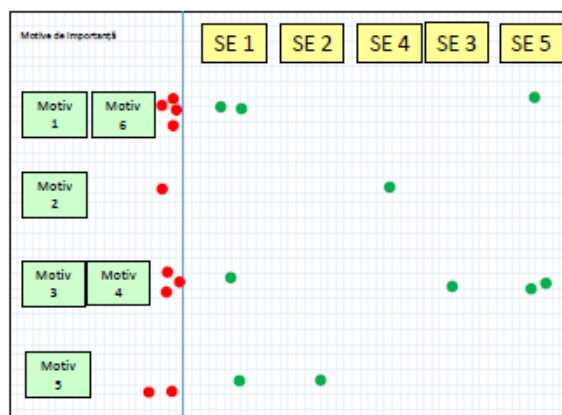 Motive de importanță
SE 1 SE 2 SE 4 SE 3 SE 5
Motiv 1
Motiv 6
Motiv 2
Motiv 3
Motiv 4
Motiv 5